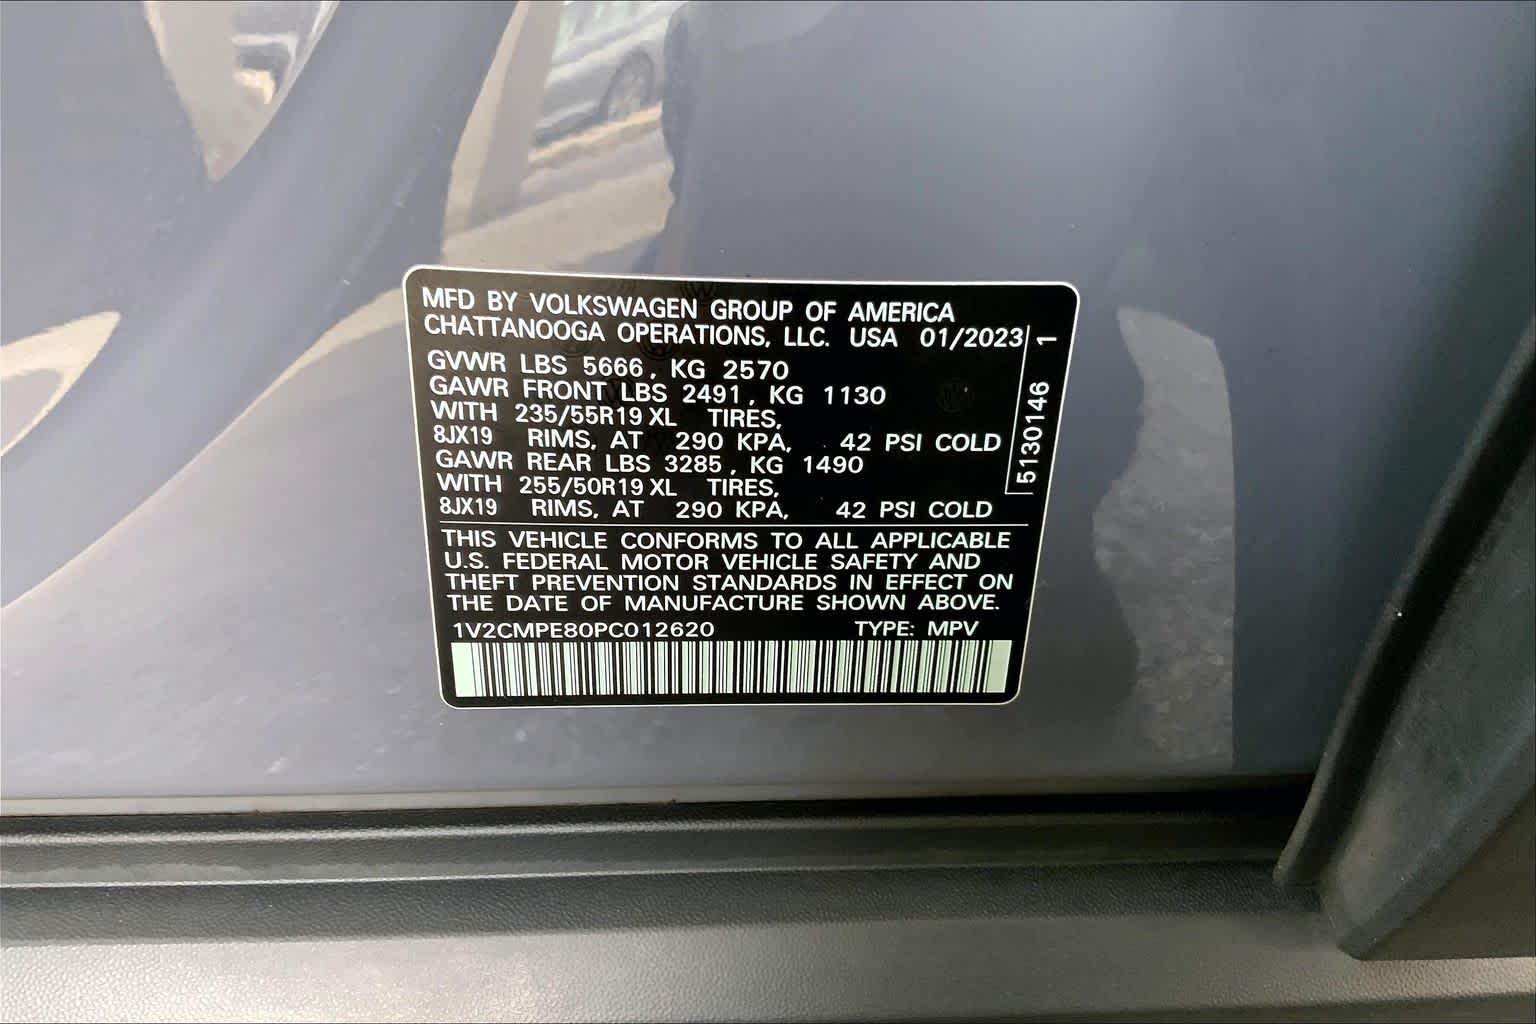 MFD BY VOLKSWAGEN GROUP OF AMERICA
CHATTANOOGA OPERATIONS, LLC. USA 01/2023
GVWR LBS 5666, KG 2570
GAWR FRONT LBS 2491, KG 1130
WITH 235/55R19 XL TIRES,
8JX19 RIMS, AT 290 KPA, 42 PSI COLD
GAWR REAR LBS 3285, KG 1490
WITH 255/50R19 XL TIRES,
8JX19 RIMS, AT 290 KPA, 42 PSI COLD
5130146 1
THIS VEHICLE CONFORMS TO ALL APPLICABLE
U.S. FEDERAL MOTOR VEHICLE SAFETY AND
THEFT PREVENTION STANDARDS IN EFFECT ON
THE DATE OF MANUFACTURE SHOWN ABOVE.
1V2CMPE80PC012620 TYPE: MPV